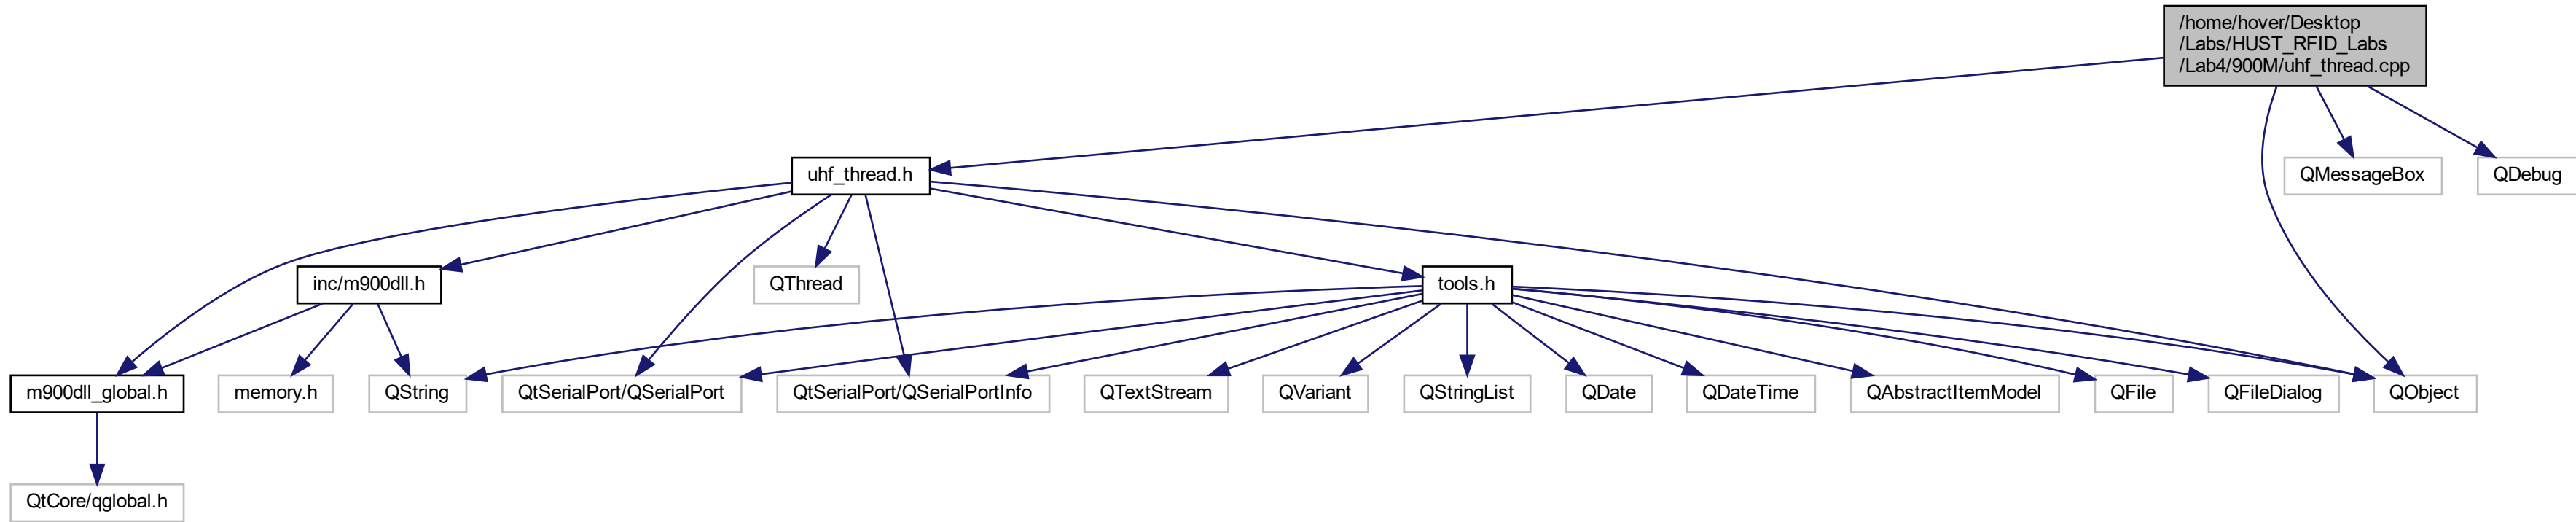 /home/hover/Desktop
/Labs/HUST_RFID_Labs
/Lab4/900M/uhf_thread.cpp
uhf_thread.h
QMessageBox
QDebug
inc/m900dll.h
QThread
tools.h
m900dll_global.h
memory.h
QString
QtSerialPort/QSerialPort
QtSerialPort/QSerialPortInfo
QTextStream
QVariant
QStringList
QDate
QDateTime
QAbstractItemModel
QFile
QFileDialog
QObject
QtCore/qglobal.h